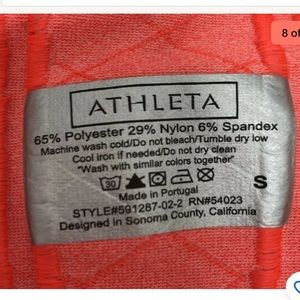 8 of
ATHLETA
65% Polyester 29% Nylon 6% Spandex
Machine wash cold/Do not bleach/Tumble dry low
Cool iron if needed/Do not dry clean
"Wash with similar colors together"
30
S
Made in Portugal
STYLE#591287-02-2 RN#54023
Designed in Sonoma County, California